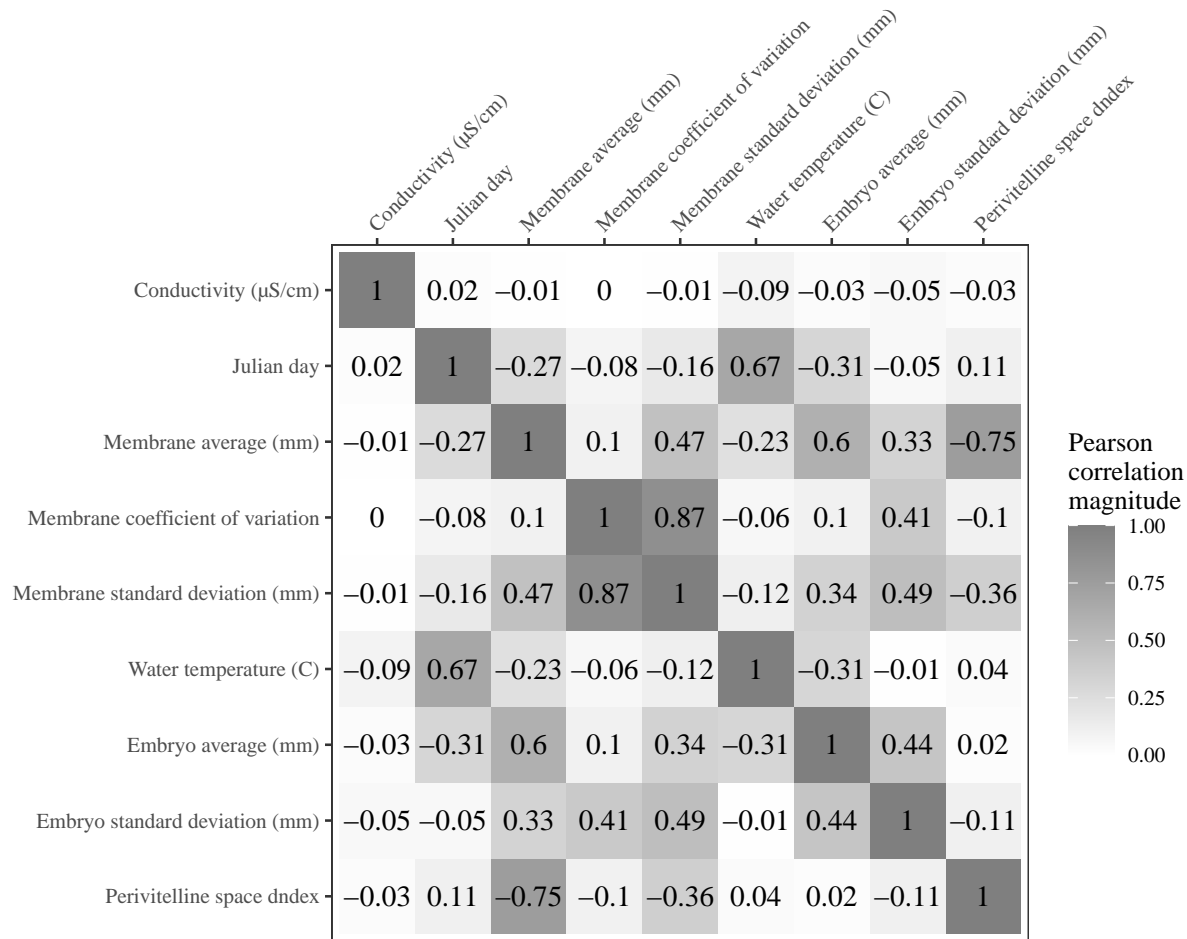 Conductivity (µS/cm)
Julian day
Membrane average (mm)
Membrane coefficient of variation
Membrane standard deviation (mm)
Water temperature (C)
Embryo average (mm)
Embryo standard deviation (mm)
Perivitelline space dndex
Conductivity (µS/cm) 1 0.02 −0.01 0 −0.01 −0.09 −0.03 −0.05 −0.03
Julian day 0.02 1 −0.27 −0.08 −0.16 0.67 −0.31 −0.05 0.11
Membrane average (mm) −0.01 −0.27 1 0.1 0.47 −0.23 0.6 0.33 −0.75
Membrane coefficient of variation 0 −0.08 0.1 1 0.87 −0.06 0.1 0.41 −0.1
Membrane standard deviation (mm) −0.01 −0.16 0.47 0.87 1 −0.12 0.34 0.49 −0.36
Water temperature (C) −0.09 0.67 −0.23 −0.06 −0.12 1 −0.31 −0.01 0.04
Embryo average (mm) −0.03 −0.31 0.6 0.1 0.34 −0.31 1 0.44 0.02
Embryo standard deviation (mm) −0.05 −0.05 0.33 0.41 0.49 −0.01 0.44 1 −0.11
Perivitelline space dndex −0.03 0.11 −0.75 −0.1 −0.36 0.04 0.02 −0.11 1
Pearson
correlation
magnitude
1.00
0.75
0.50
0.25
0.00